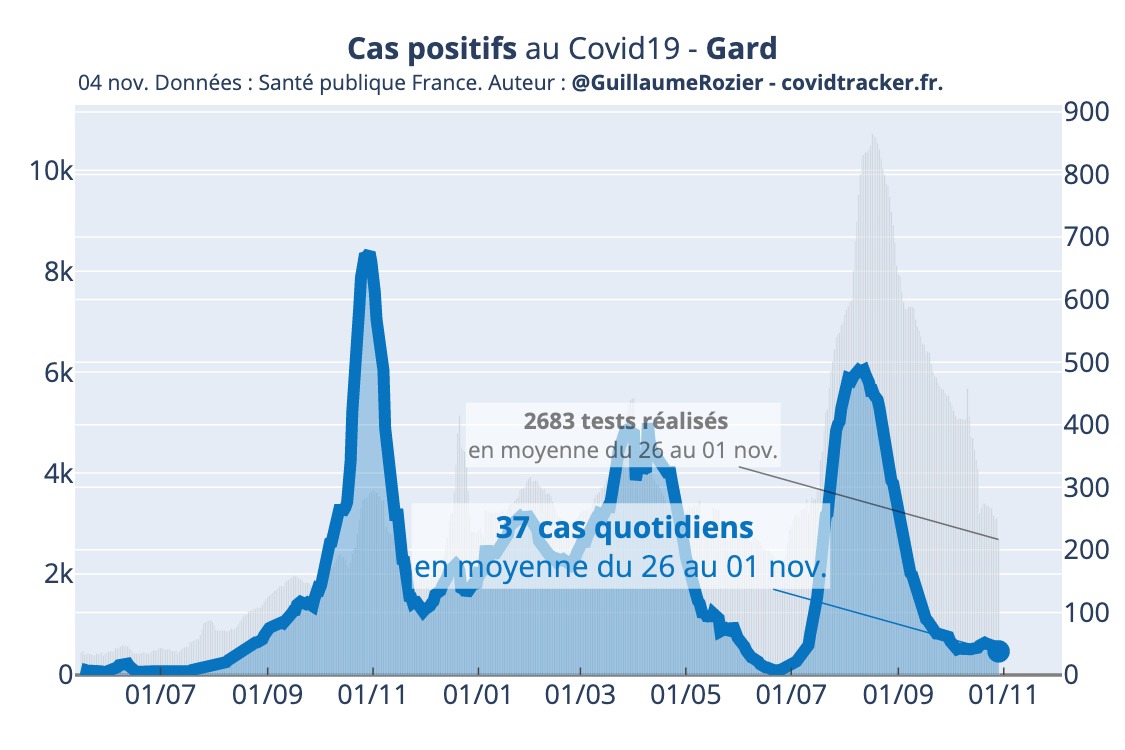 Cas positifs au Covid19 - Gard
04 nov. Données : Santé publique France. Auteur : @GuillaumeRozier - covidtracker.fr.
900
10k
800
700
8k
600
6k
500
2683 tests réalisés
400
en moyenne du 26 au 01 nov.
4k
300
37 cas quotidiens
en moyenne du 26 au 01 nov.
200
2k
100
0
0
01/07
01/09
01/11
01/01
01/03
01/05
01/07
01/09
01/11